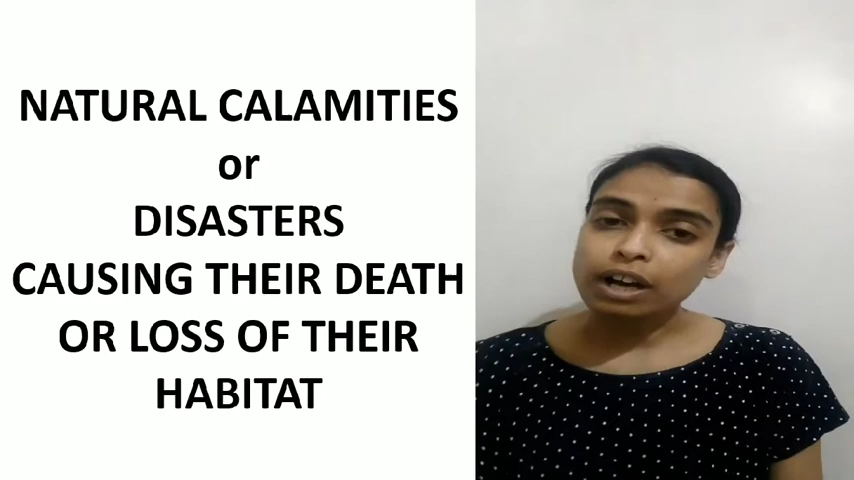 NATURAL CALAMITIES
or
DISASTERS
CAUSING THEIR DEATH
OR LOSS OF THEIR
HABITAT